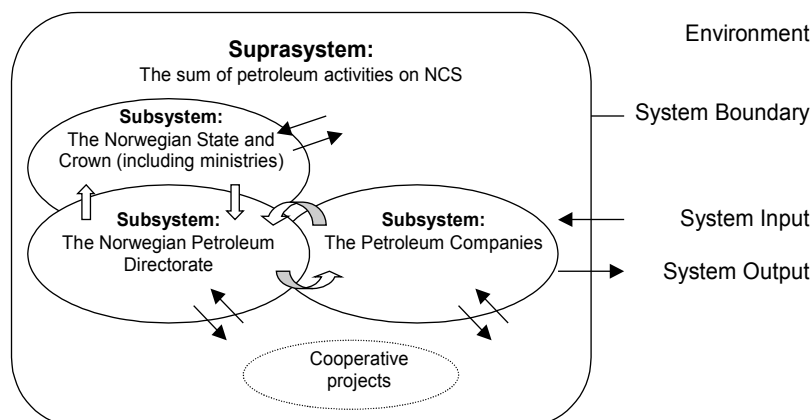 Suprasystem:
The sum of petroleum activities on NCS
Subsystem:
The Norwegian State and
Crown (including ministries)
Subsystem:
The Norwegian Petroleum
Directorate
Subsystem:
The Petroleum Companies
Cooperative
projects
Environment
System Boundary
System Input
System Output